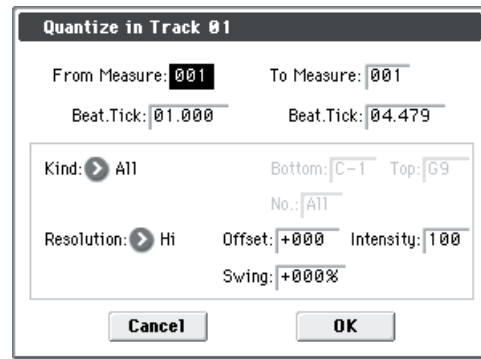 Quantize in Track 01
From Measure: 001 To Measure: 001
Beat.Tick: 01.000 Beat.Tick: 04.479
Kind: All Bottom: C-1 Top: G9
No.: All
Resolution: Hi Offset: +000 Intensity: 100
Swing: +000%
Cancel OK